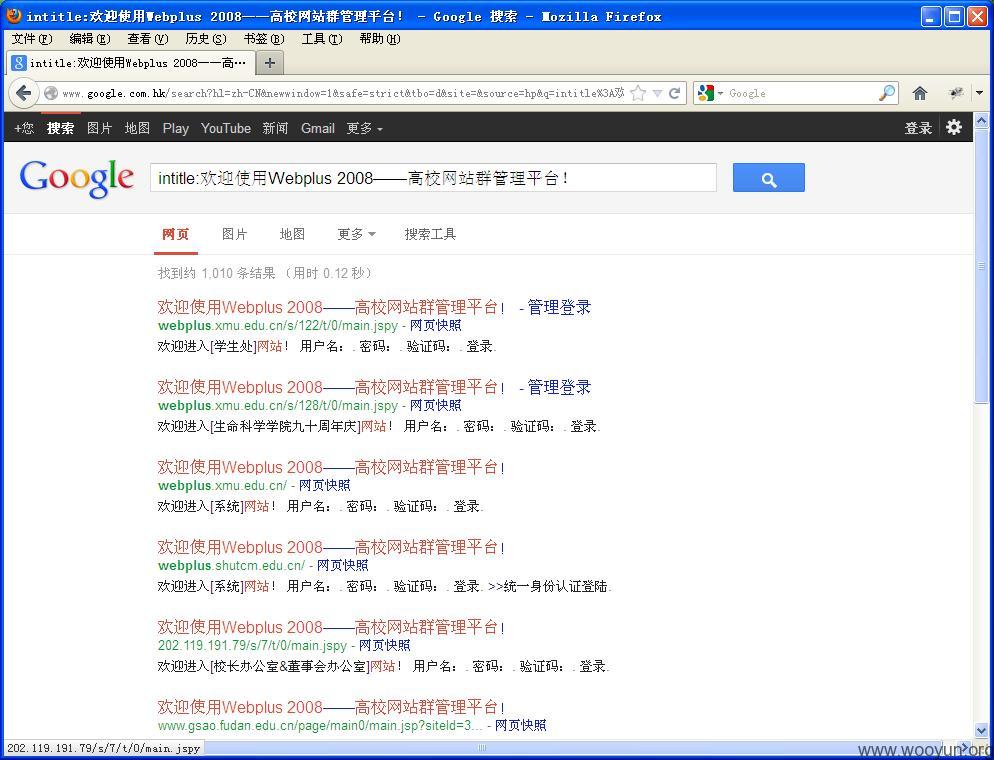 intitle:欢迎使用Webplus 2008——高校网站群管理平台! - Google 搜索 - Mozilla Firefox
文件(F) 编辑(E) 查看(V) 历史(S) 书签(B) 工具(T) 帮助(H)
intitle:欢迎使用Webplus 2008——高…
www.google.com.hk/search?hl=zh-CN&newwindow=1&safe=strict&tbo=d&site=&source=hp&q=intitle%3A欢
Google
+您 搜索 图片 地图 Play YouTube 新闻 Gmail 更多 登录
Google intitle:欢迎使用Webplus 2008——高校网站群管理平台!
网页 图片 地图 更多 搜索工具
找到约 1,010 条结果 (用时 0.12 秒)
欢迎使用Webplus 2008——高校网站群管理平台! - 管理登录
webplus.xmu.edu.cn/s/122/t/0/main.jspy - 网页快照
欢迎进入[学生处]网站! 用户名: . 密码: . 验证码: . 登录.
欢迎使用Webplus 2008——高校网站群管理平台! - 管理登录
webplus.xmu.edu.cn/s/128/t/0/main.jspy - 网页快照
欢迎进入[生命科学学院九十周年庆]网站! 用户名: . 密码: . 验证码: . 登录.
欢迎使用Webplus 2008——高校网站群管理平台!
webplus.xmu.edu.cn/ - 网页快照
欢迎进入[系统]网站! 用户名: . 密码: . 验证码: . 登录.
欢迎使用Webplus 2008——高校网站群管理平台!
webplus.shutcm.edu.cn/ - 网页快照
欢迎进入[系统]网站! 用户名: . 密码: . 验证码: . 登录. >>统一身份认证登陆.
欢迎使用Webplus 2008——高校网站群管理平台!
202.119.191.79/s/7/t/0/main.jspy - 网页快照
欢迎进入[校长办公室&董事会办公室]网站! 用户名: . 密码: . 验证码: . 登录.
欢迎使用Webplus 2008——高校网站群管理平台!
www.gsao.fudan.edu.cn/page/main0/main.jsp?siteId=3... - 网页快照
202.119.191.79/s/7/t/0/main.jspy
www.wooyun.org